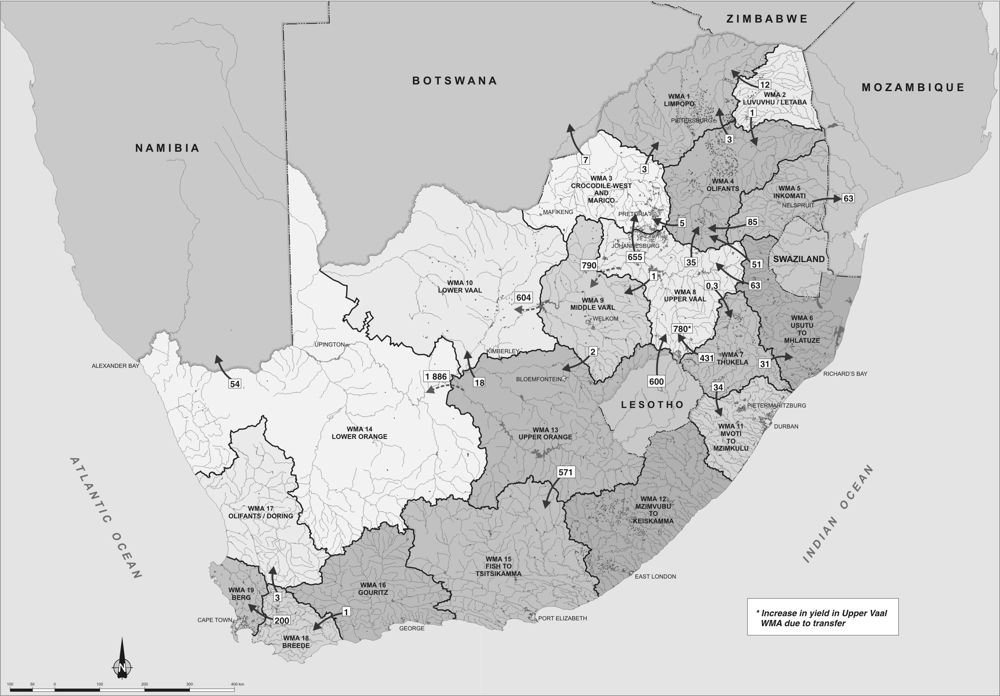 ZIMBABWE
BOTSWANA
MOZAMBIQUE
NAMIBIA
12
WMA 2
LUVUVHU / LETABA
WMA 1
LIMPOPO
PIETERSBURG
1
3
7
3
WMA 3
CROCODILE WEST
AND
MARICO
WMA 4
OLIFANTS
WMA 5
INKOMATI
NELSPRUIT
63
MAFIKENG
PRETORIA
5
85
JOHANNESBURG
655
35
51
SWAZILAND
790
1
0,3
63
WMA 10
LOWER VAAL
604
WMA 9
MIDDLE VAAL
WELKOM
WMA 8
UPPER VAAL
780*
WMA 6
USUTU
TO
MHLATUZE
UPINGTON
KIMBERLEY
2
431
WMA 7
THUKELA
31
ALEXANDER BAY
54
1 886
18
BLOEMFONTEIN
600
34
RICHARD'S BAY
LESOTHO
PIETERMARITZBURG
DURBAN
WMA 14
LOWER ORANGE
WMA 13
UPPER ORANGE
WMA 11
MVOTI
TO
MZIMKULU
571
ATLANTIC OCEAN
INDIAN OCEAN
WMA 17
OLIFANTS / DORING
WMA 12
MZIMVUBU
TO
KEISKAMMA
WMA 15
FISH TO
TSITSIKAMMA
EAST LONDON
WMA 16
GOURITZ
WMA 19
BERG
3
1
200
CAPE TOWN
GEORGE
PORT ELIZABETH
WMA 18
BREEDE
* Increase in yield in Upper Vaal
WMA due to transfer
N
100 50 0 100 200 300 400 km